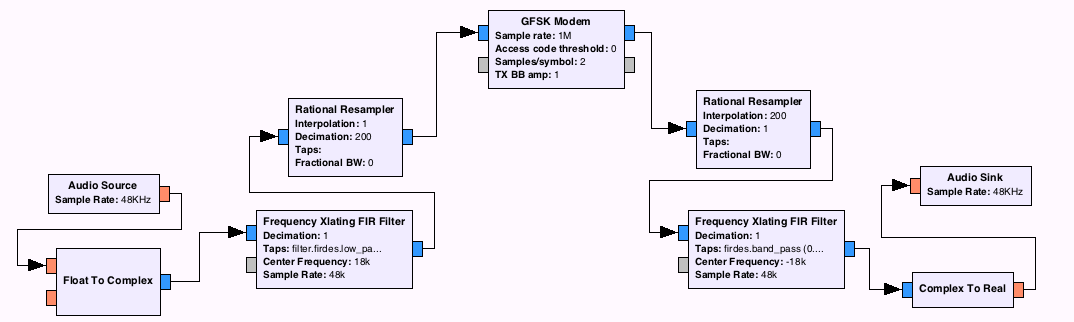 GFSK Modem
Sample rate: 1M
Access code threshold: 0
Samples/symbol: 2
TX BB amp: 1
Rational Resampler
Interpolation: 1
Decimation: 200
Taps:
Fractional BW: 0
Rational Resampler
Interpolation: 200
Decimation: 1
Taps:
Fractional BW: 0
Audio Source
Sample Rate: 48KHz
Audio Sink
Sample Rate: 48KHz
Frequency Xlating FIR Filter
Decimation: 1
Taps: filter.firdes.low_pa...
Center Frequency: 18k
Sample Rate: 48k
Frequency Xlating FIR Filter
Decimation: 1
Taps: firdes.band_pass (0....
Center Frequency: -18k
Sample Rate: 48k
Float To Complex
Complex To Real